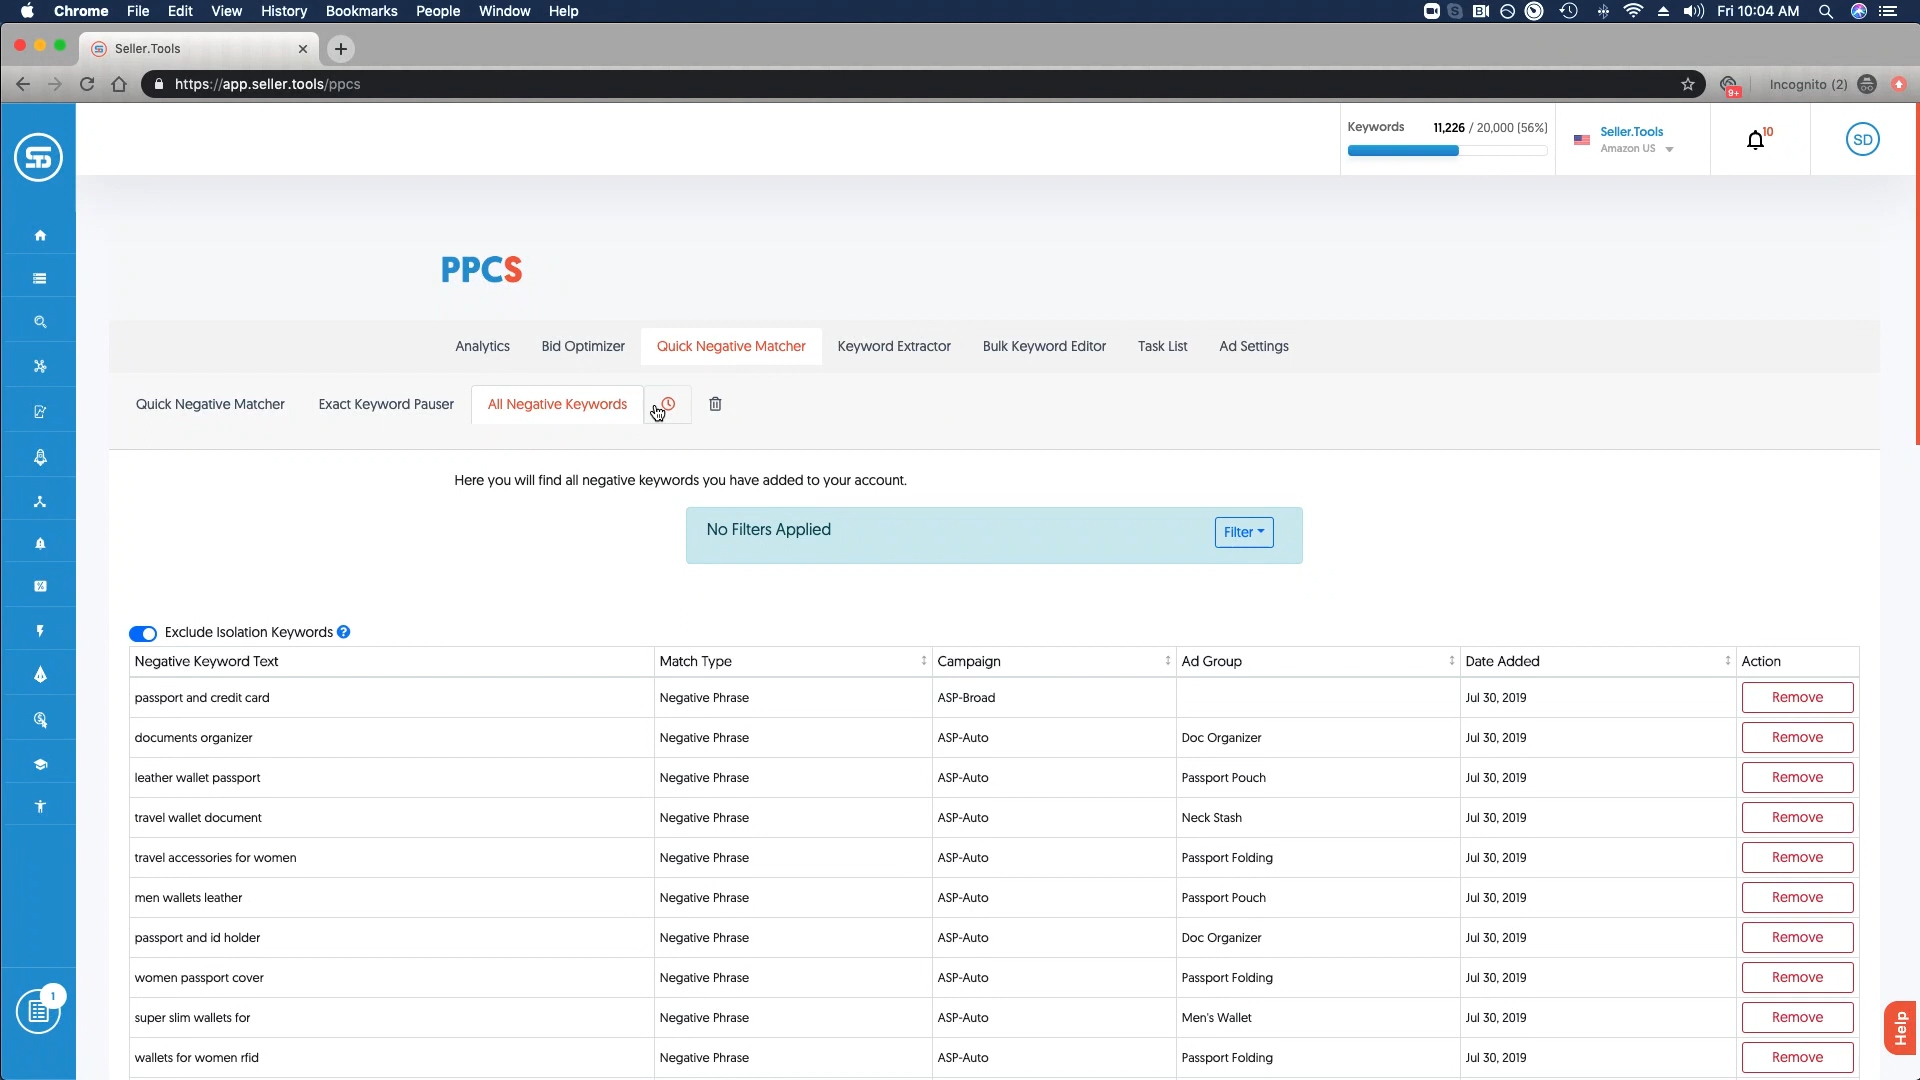 Chrome File Edit View History Bookmarks People Window Help Fri 10:04 AM
Seller.Tools
https://app.seller.tools/ppcs
9+
Incognito (2)
Keywords 11,226 / 20,000 (56%)
Seller.Tools
Amazon US
10
SD
PPCS
Analytics Bid Optimizer Quick Negative Matcher Keyword Extractor Bulk Keyword Editor Task List Ad Settings
Quick Negative Matcher Exact Keyword Pauser All Negative Keywords
Here you will find all negative keywords you have added to your account.
No Filters Applied Filter
Exclude Isolation Keywords ?
Negative Keyword Text Match Type Campaign Ad Group Date Added Action
passport and credit card Negative Phrase ASP-Broad Jul 30, 2019 Remove
documents organizer Negative Phrase ASP-Auto Doc Organizer Jul 30, 2019 Remove
leather wallet passport Negative Phrase ASP-Auto Passport Pouch Jul 30, 2019 Remove
travel wallet document Negative Phrase ASP-Auto Neck Stash Jul 30, 2019 Remove
travel accessories for women Negative Phrase ASP-Auto Passport Folding Jul 30, 2019 Remove
men wallets leather Negative Phrase ASP-Auto Passport Pouch Jul 30, 2019 Remove
passport and id holder Negative Phrase ASP-Auto Doc Organizer Jul 30, 2019 Remove
women passport cover Negative Phrase ASP-Auto Passport Folding Jul 30, 2019 Remove
1
super slim wallets for Negative Phrase ASP-Auto Men's Wallet Jul 30, 2019 Remove
Help
wallets for women rfid Negative Phrase ASP-Auto Passport Folding Jul 30, 2019 Remove